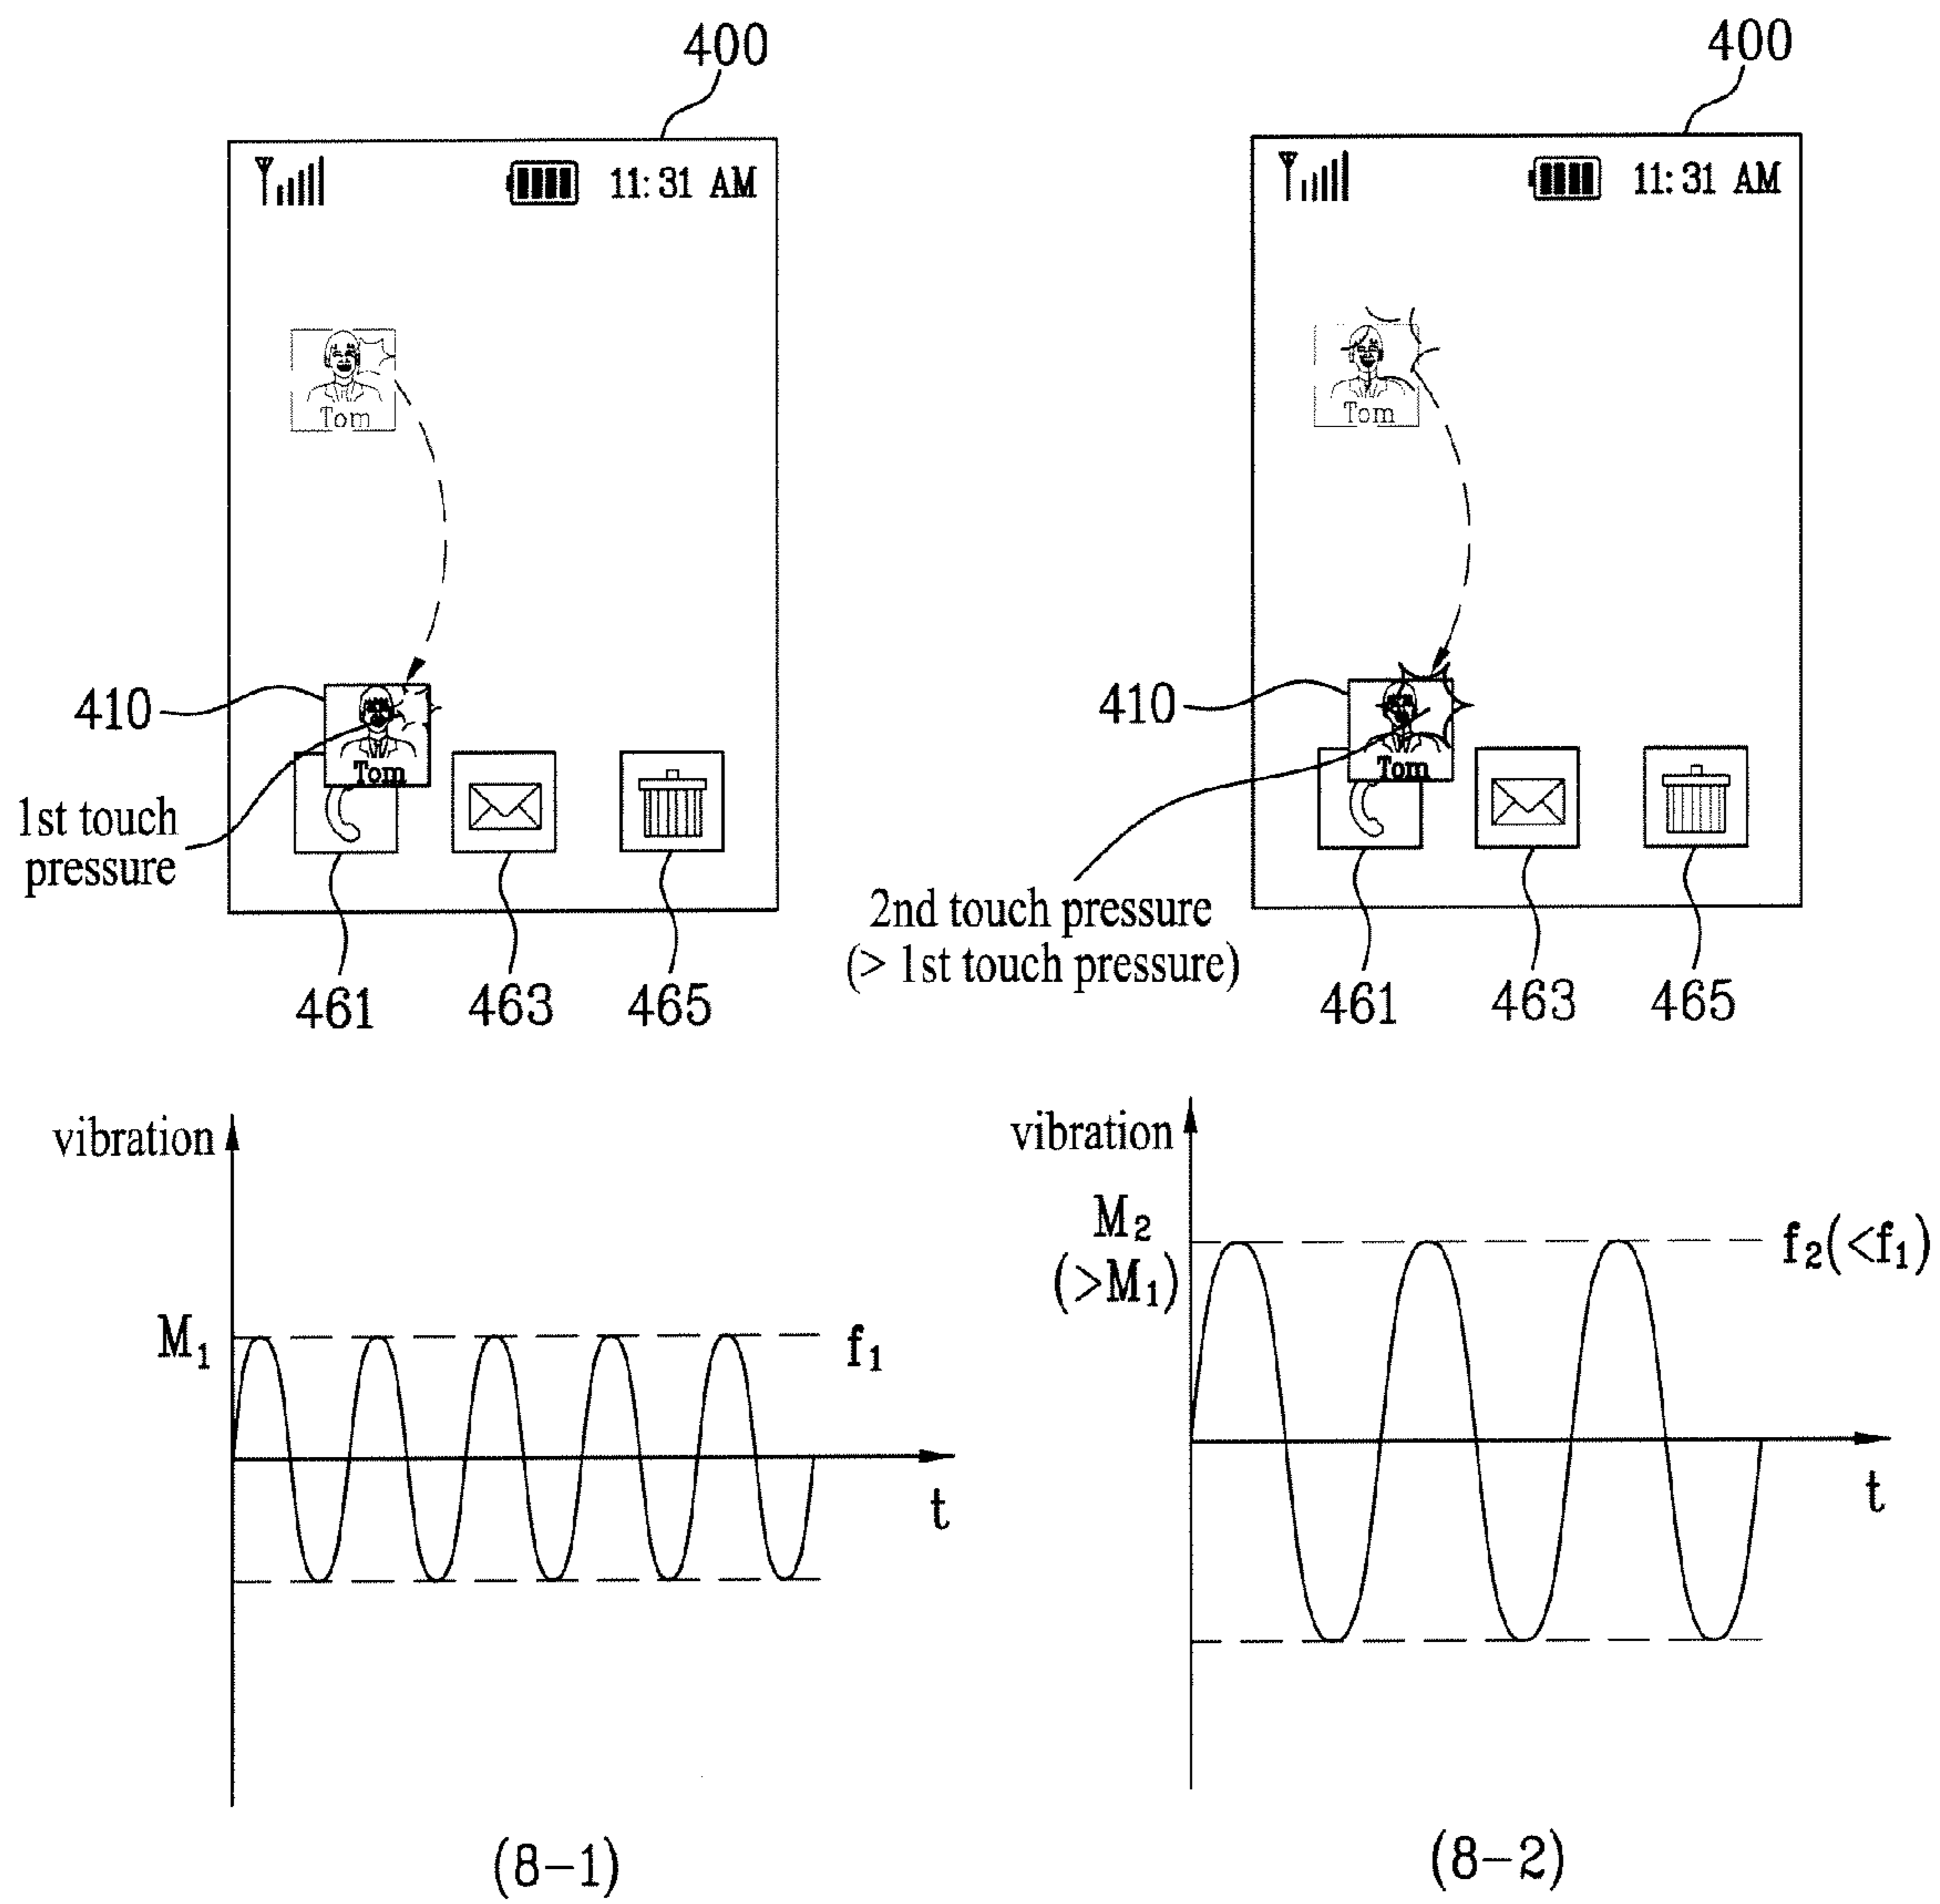 400
11:31 AM
Tom
410
Tom
1st touch
pressure
461
463
465
vibration
M₁
f₁
t
(8-1)
400
11:31 AM
Tom
410
Tom
2nd touch pressure
(> 1st touch pressure)
461
463
465
vibration
M₂
(>M₁)
f₂(<f₁)
t
(8-2)